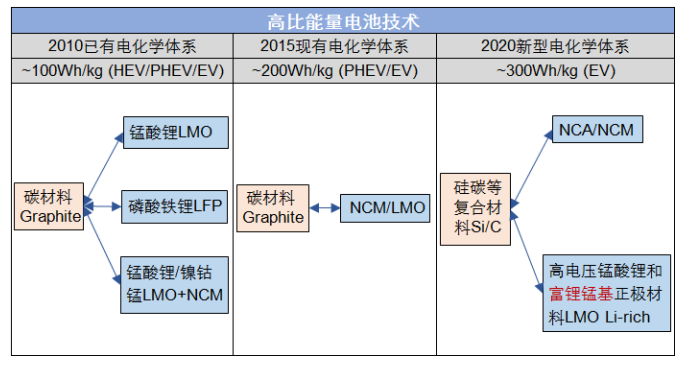 高比能量电池技术
2010已有电化学体系
2015现有电化学体系
2020新型电化学体系
~100Wh/kg (HEV/PHEV/EV)
~200Wh/kg (PHEV/EV)
~300Wh/kg (EV)
碳材料
Graphite
锰酸锂LMO
磷酸铁锂LFP
锰酸锂/镍钴
锰LMO+NCM
碳材料
Graphite
NCM/LMO
硅碳等
复合材
料Si/C
NCA/NCM
高电压锰酸锂和
富锂锰基正极材
料LMO Li-rich